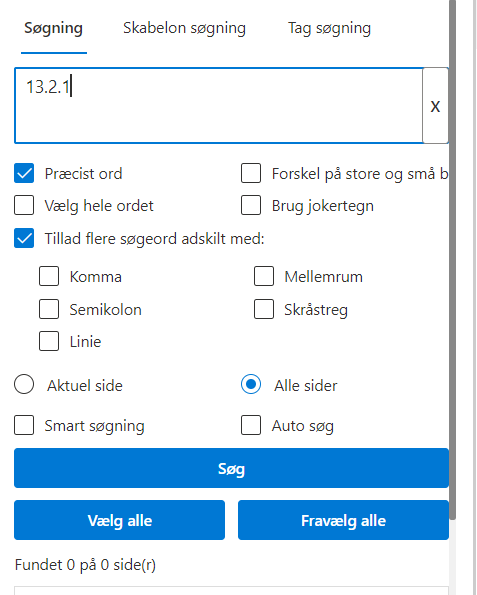 Søgning Skabelon søgning Tag søgning
13.2.1
X
Præcist ord Forskel på store og små b
Vælg hele ordet Brug jokertegn
Tillad flere søgeord adskilt med:
Komma Mellemrum
Semikolon Skråstreg
Linie
Aktuel side Alle sider
Smart søgning Auto søg
Søg
Vælg alle Fravælg alle
Fundet 0 på 0 side(r)